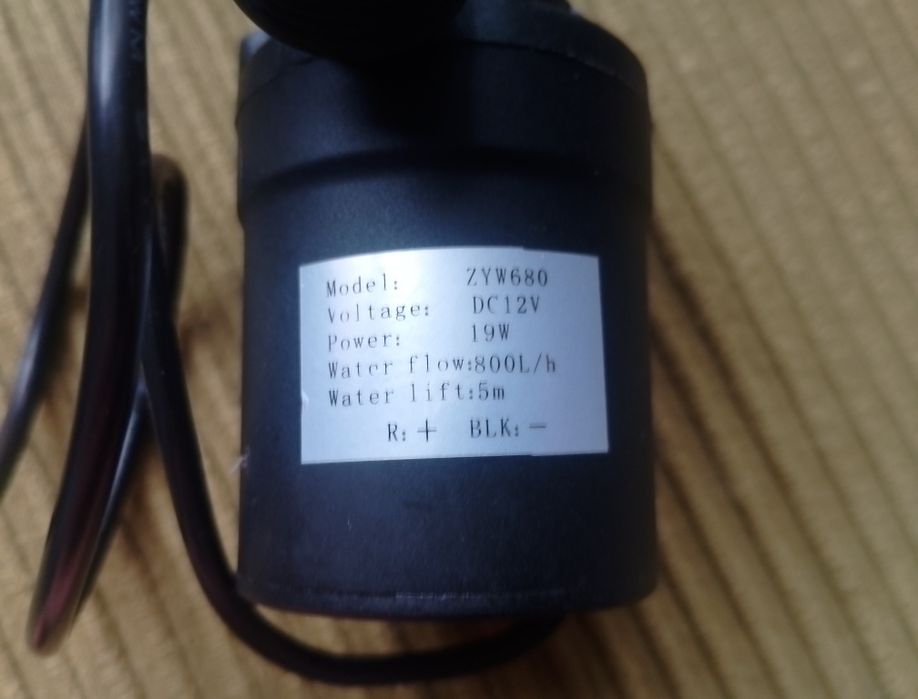 Model: ZYW680
Voltage: DC12V
Power: 19W
Water flow:800L/h
Water lift:5m
R:+ BLK:-